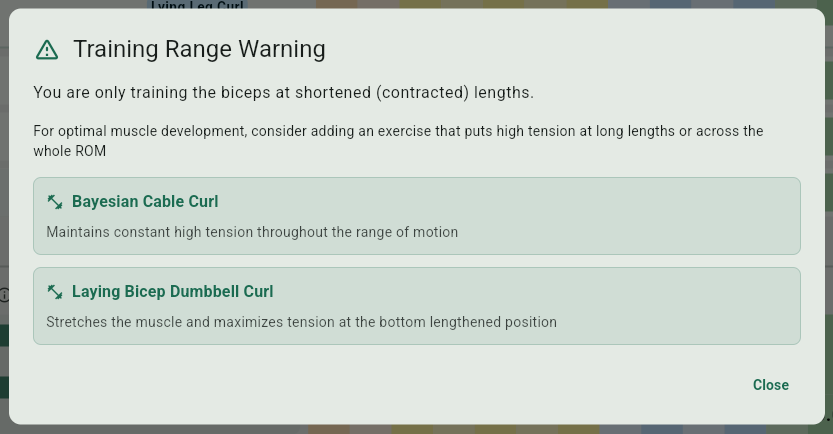 Lying Leg Curl
Training Range Warning
You are only training the biceps at shortened (contracted) lengths.
For optimal muscle development, consider adding an exercise that puts high tension at long lengths or across the
whole ROM
Bayesian Cable Curl
Maintains constant high tension throughout the range of motion
Laying Bicep Dumbbell Curl
Stretches the muscle and maximizes tension at the bottom lengthened position
Close